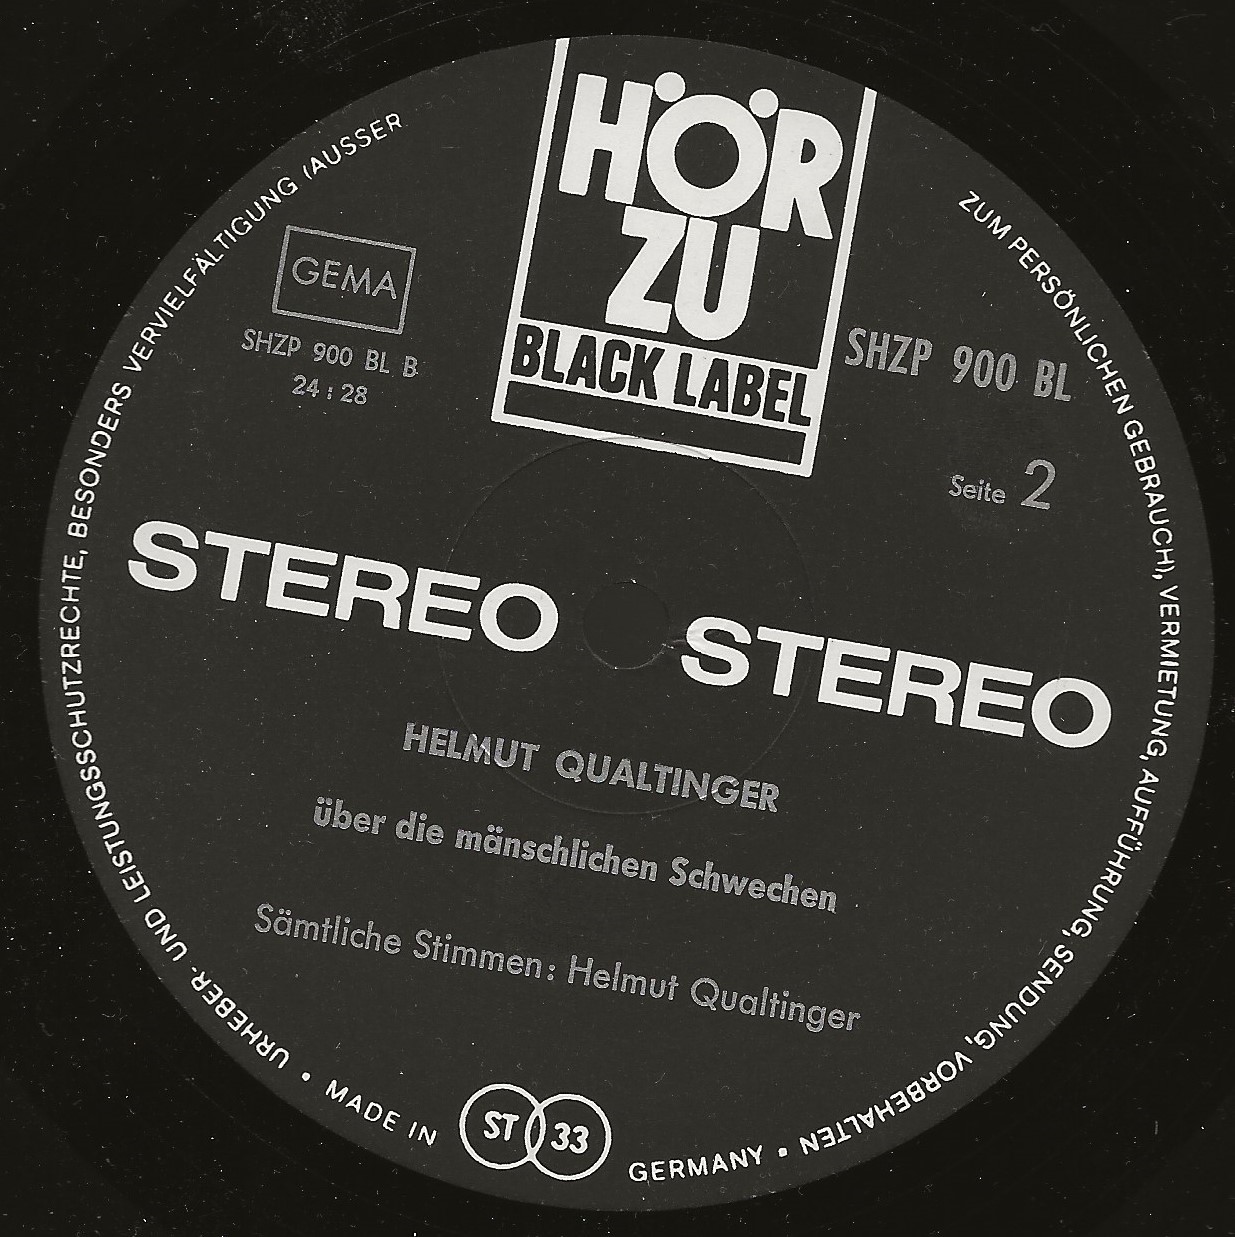 HÖR
ZU
BLACK LABEL
GEMA
SHZP 900 BL B
24 : 28
SHZP 900 BL
Seite 2
STEREO STEREO
HELMUT QUALTINGER
über die mänschlichen Schwechen
Sämtliche Stimmen: Helmut Qualtinger
ST 33
MADE IN GERMANY • URHEBER- UND LEISTUNGSSCHUTZRECHTE, BESONDERS VERVIELFÄLTIGUNG (AUSSER ZUM PERSÖNLICHEN GEBRAUCH), VERMIETUNG, AUFFÜHRUNG, SENDUNG, VORBEHALTEN •